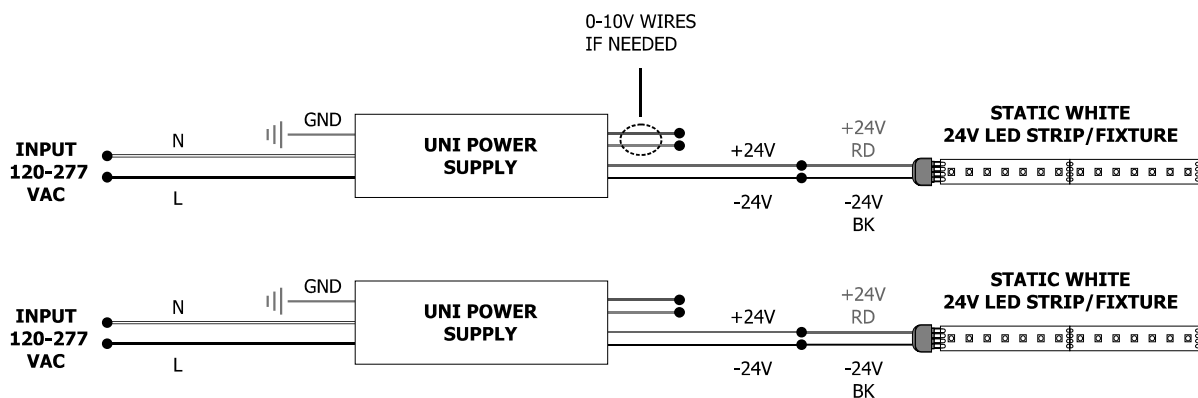 0-10V WIRES
IF NEEDED
STATIC WHITE
24V LED STRIP/FIXTURE
INPUT
120-277
VAC
N
L
GND
UNI POWER
SUPPLY
+24V
-24V
+24V
RD
-24V
BK
STATIC WHITE
24V LED STRIP/FIXTURE
INPUT
120-277
VAC
N
L
GND
UNI POWER
SUPPLY
+24V
-24V
+24V
RD
-24V
BK